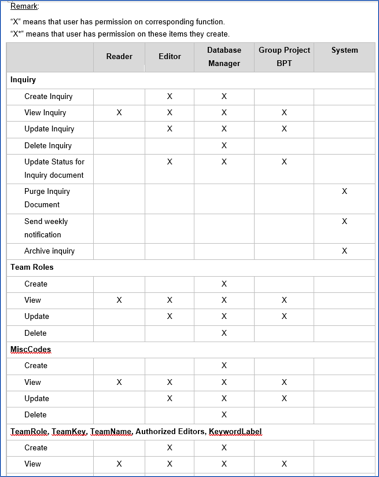 Remark:
"X" means that user has permission on corresponding function.
"X*" means that user has permission on these items they create.
Reader Editor Database Manager Group Project BPT System
Inquiry
Create Inquiry X X
View Inquiry X X X X
Update Inquiry X X X
Delete Inquiry X
Update Status for Inquiry document X X X
Purge Inquiry Document X
Send weekly notification X
Archive inquiry X
Team Roles
Create X
View X X X X
Update X X X
Delete X
MiscCodes
Create X
View X X X X
Update X X X
Delete X
TeamRole, TeamKey, TeamName, Authorized Editors, KeywordLabel
Create X X
View X X X X